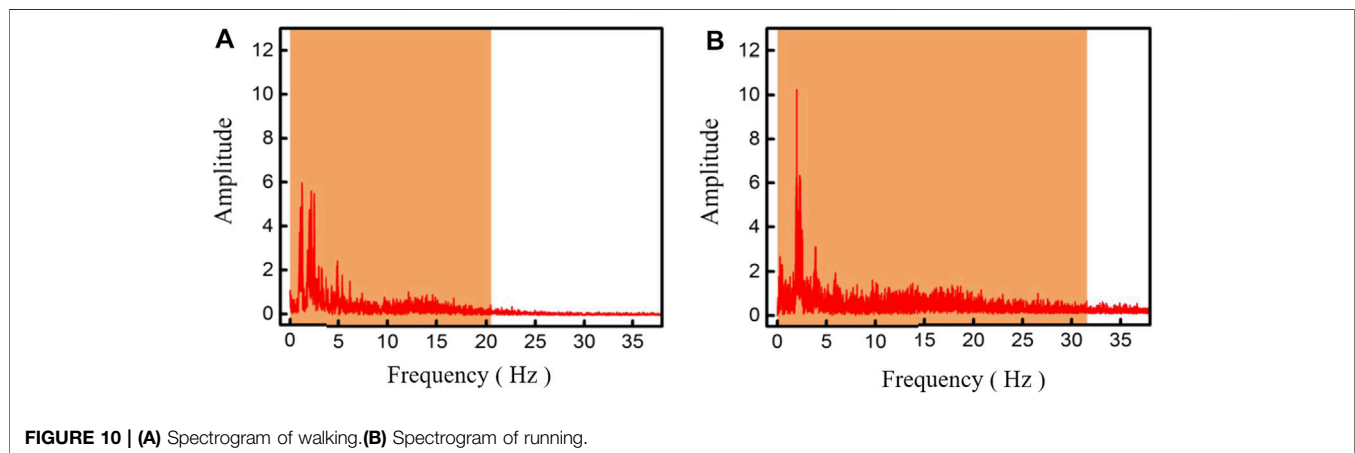 A
12
10
8
6
4
2
0
Amplitude
0 5 10 15 20 25 30 35
Frequency ( Hz )
B
12
10
8
6
4
2
0
Amplitude
0 5 10 15 20 25 30 35
Frequency ( Hz )
FIGURE 10 | (A) Spectrogram of walking.(B) Spectrogram of running.